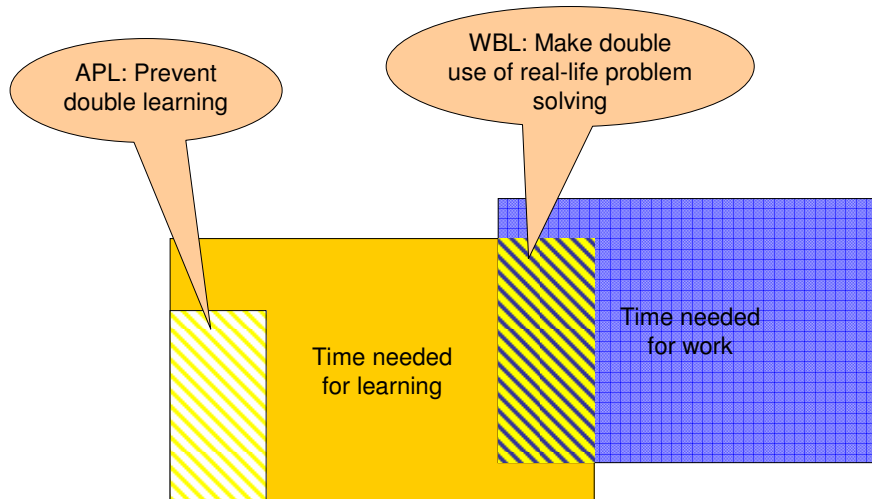 APL: Prevent
double learning
WBL: Make double
use of real-life problem
solving
Time needed
for learning
Time needed
for work